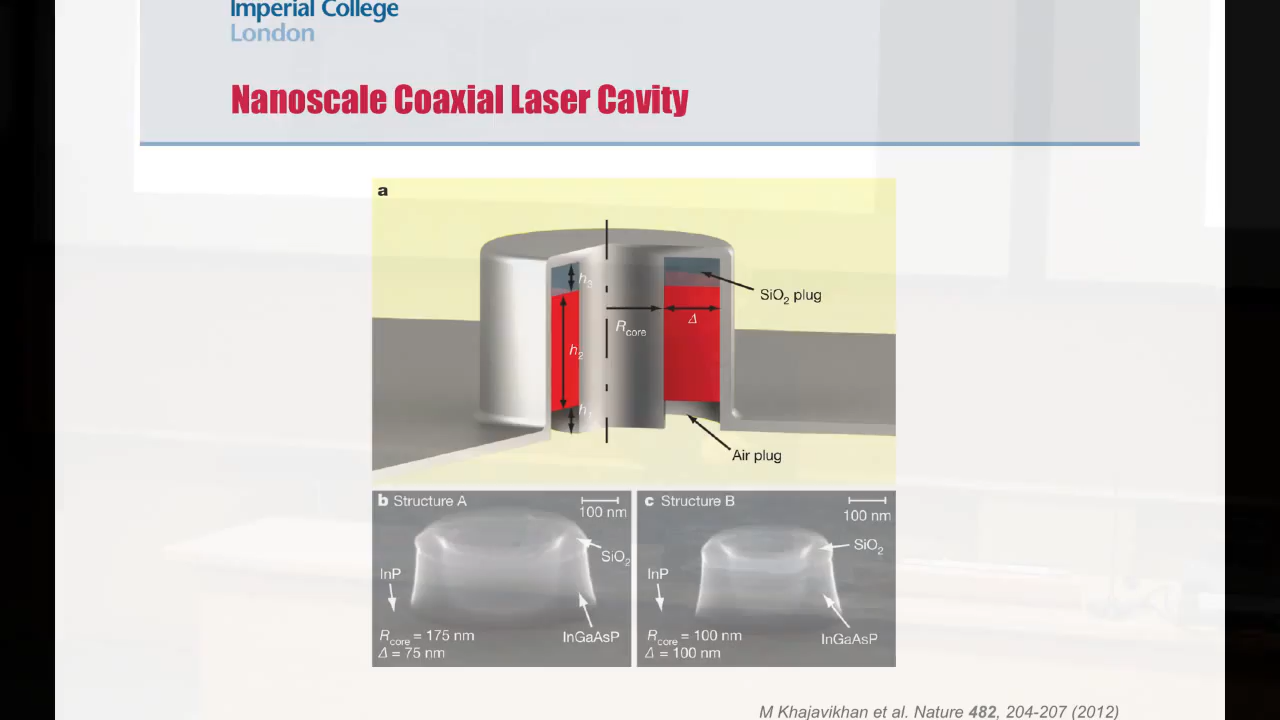 Imperial College
London
Nanoscale Coaxial Laser Cavity
a
h3
SiO2 plug
Rcore
Δ
h2
h1
Air plug
b Structure A
100 nm
SiO2
InP
InGaAsP
Rcore = 175 nm
Δ = 75 nm
c Structure B
100 nm
SiO2
InP
InGaAsP
Rcore = 100 nm
Δ = 100 nm
M Khajavikhan et al. Nature 482, 204-207 (2012)